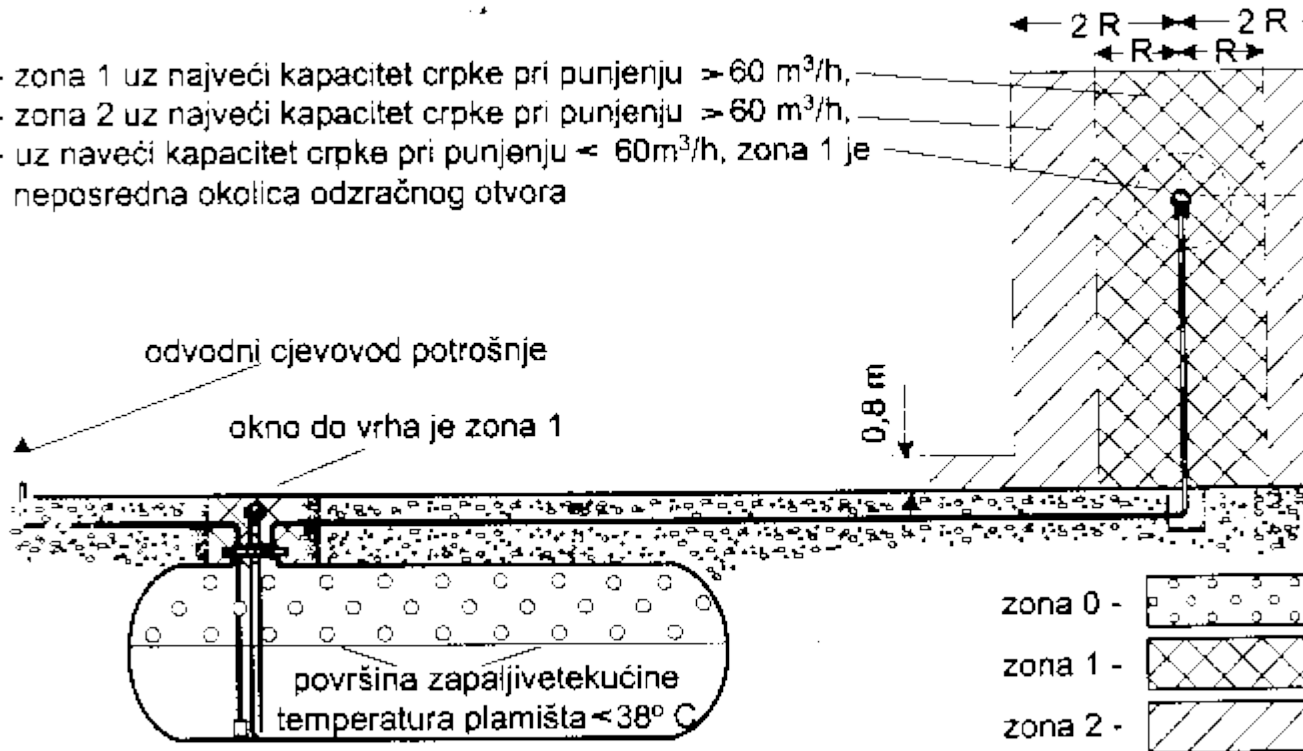 2 R 2 R
R R
- zona 1 uz najveći kapacitet crpke pri punjenju > 60 m³/h,
- zona 2 uz najveći kapacitet crpke pri punjenju > 60 m³/h,
- uz naveći kapacitet crpke pri punjenju < 60m³/h, zona 1 je
neposredna okolica odzračnog otvora
odvodni cjevovod potrošnje
okno do vrha je zona 1
0,8 m
površina zapaljivetekućine
temperatura plamišta <38º C
zona 0 -
zona 1 -
zona 2 -